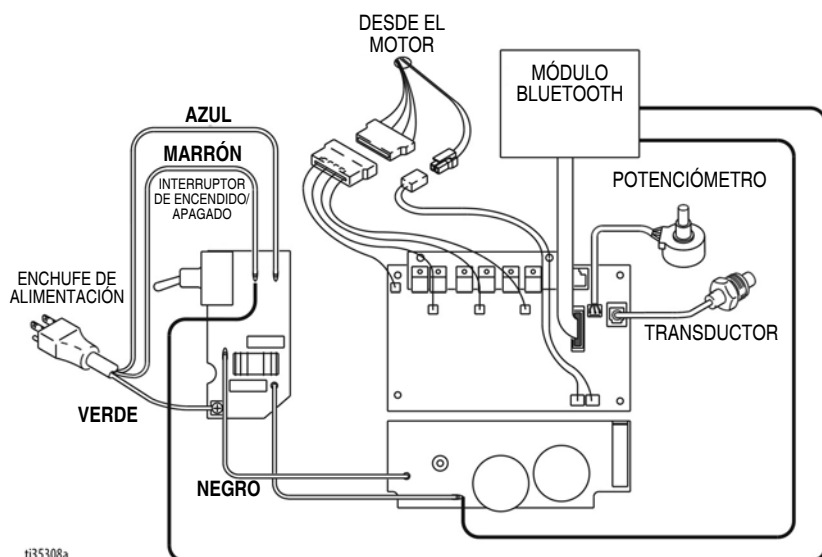 DESDE EL
MOTOR
MÓDULO
BLUETOOTH
AZUL
MARRÓN
INTERRUPTOR
DE ENCENDIDO/
APAGADO
POTENCIÓMETRO
ENCHUFE DE
ALIMENTACIÓN
TRANSDUCTOR
VERDE
NEGRO
ti35308a